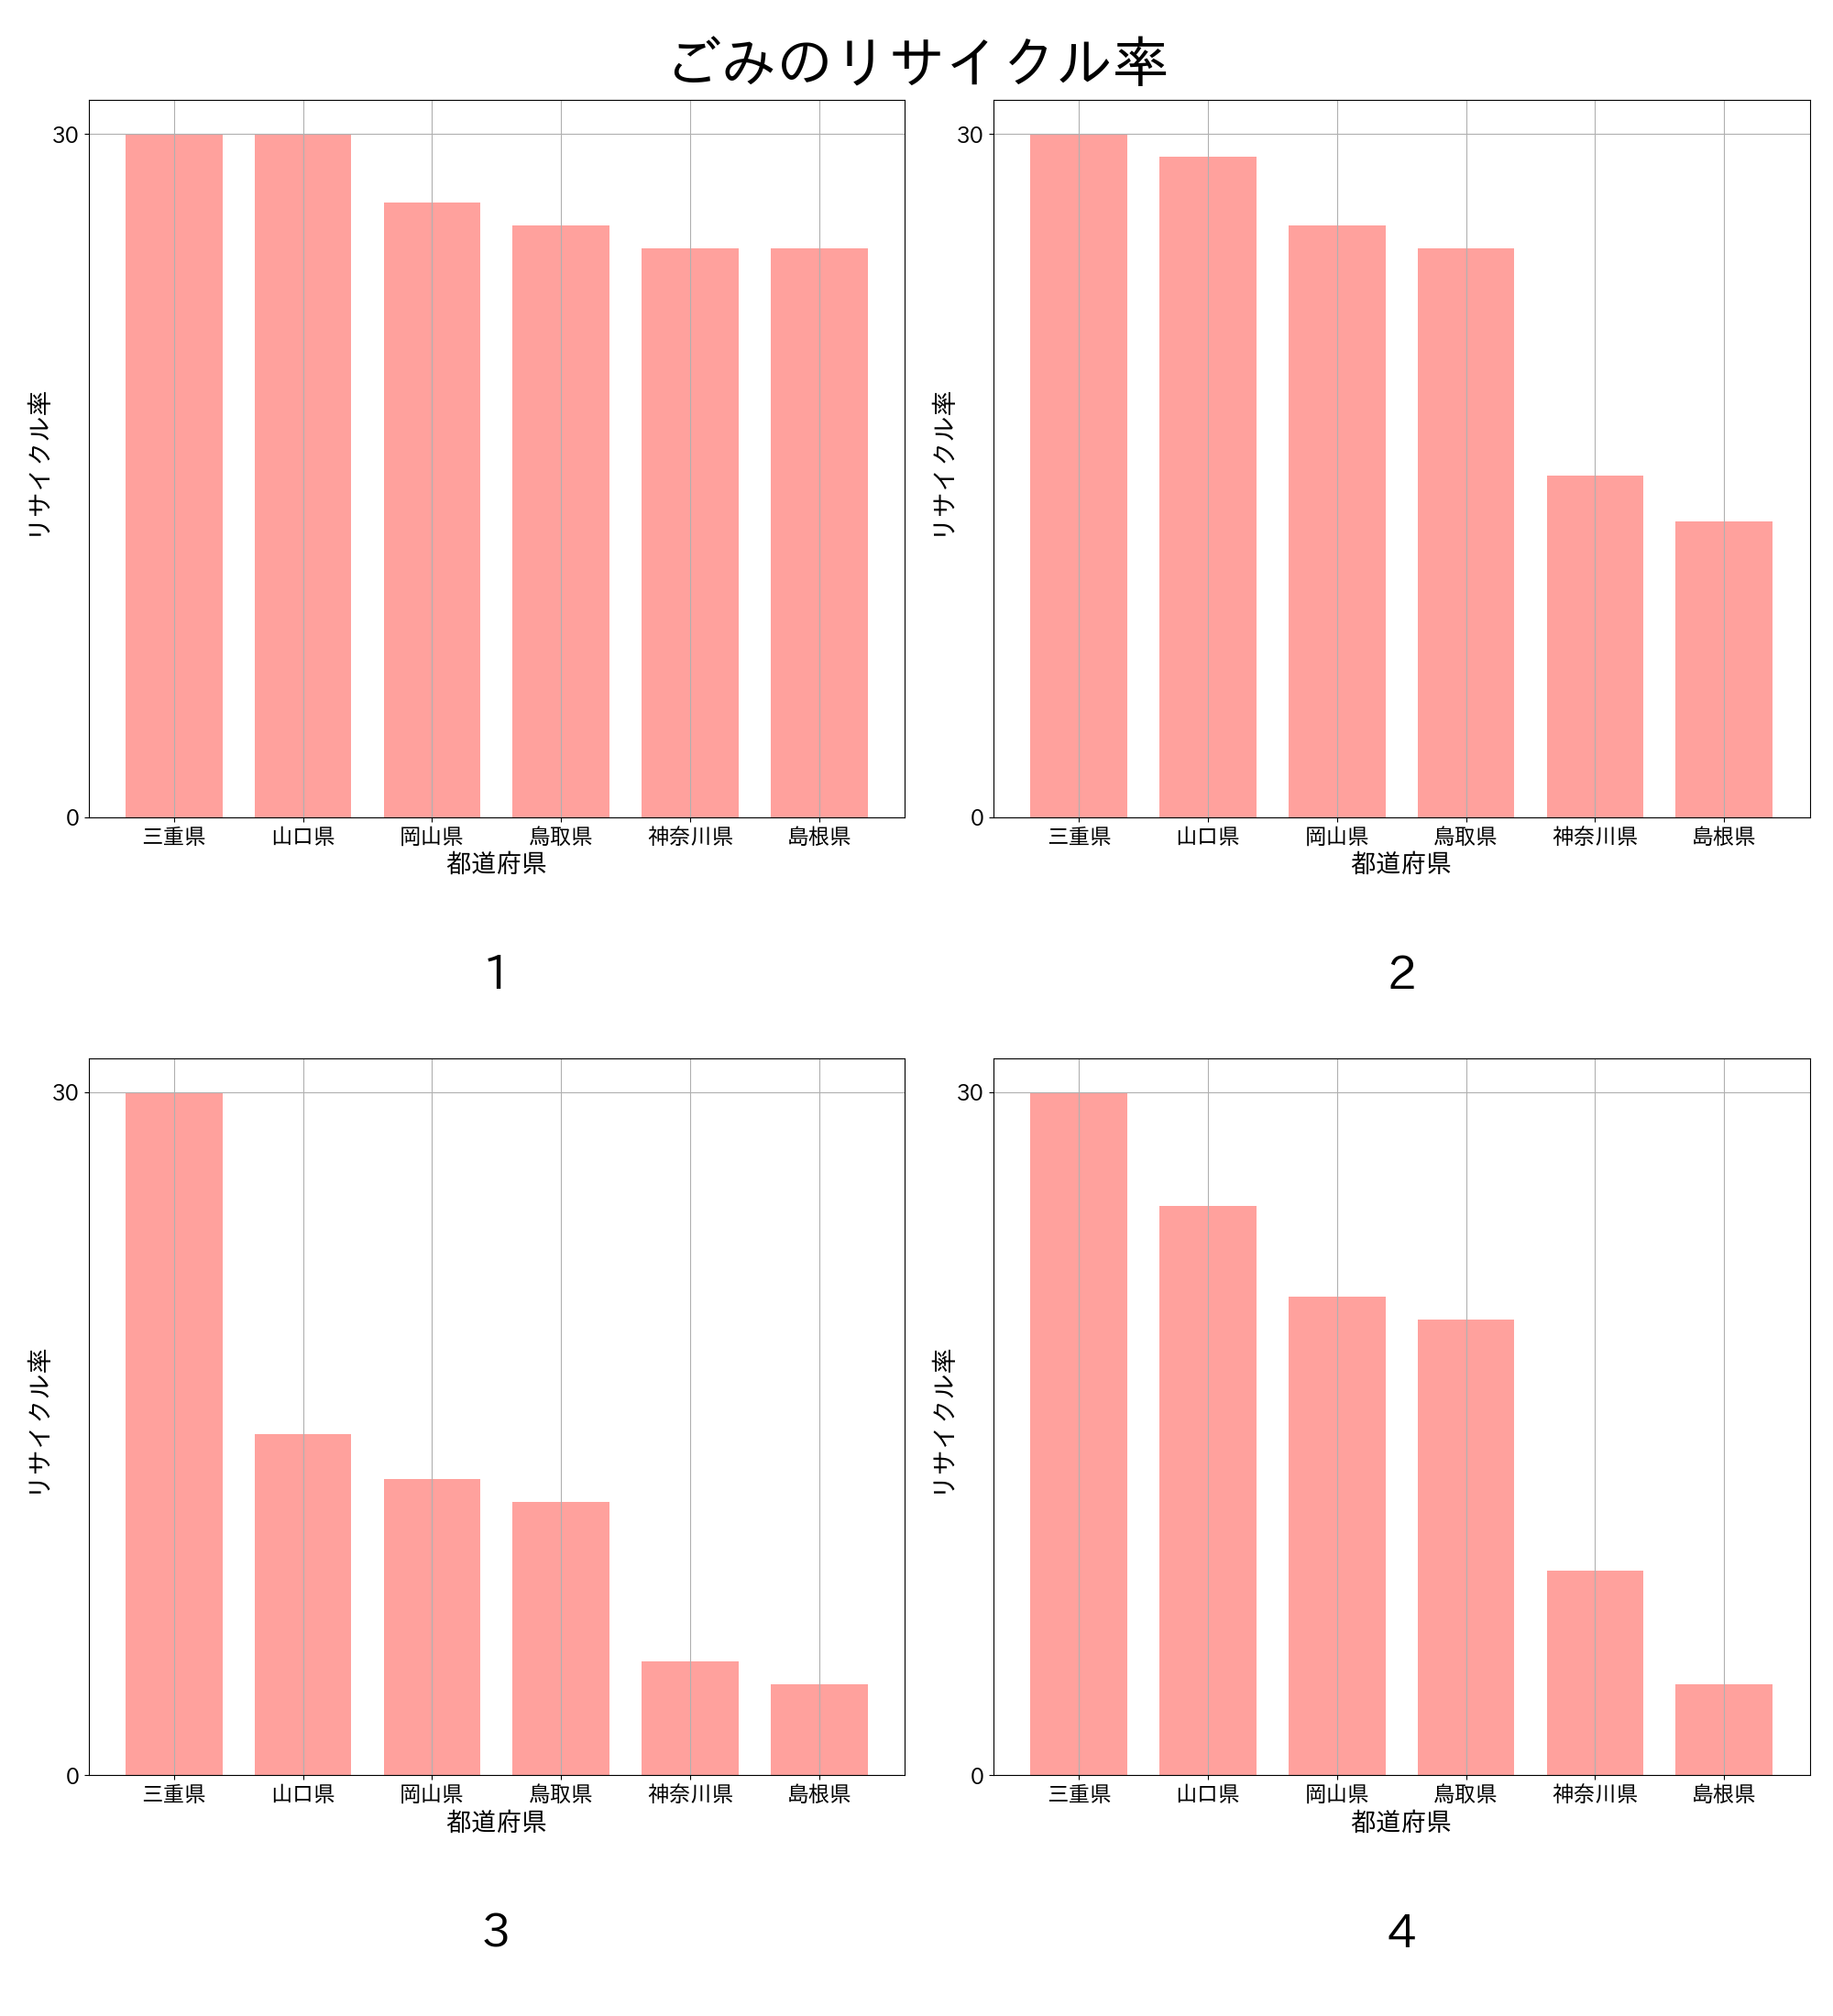 ごみのリサイクル率
30
0
リサイクル率
三重県 山口県 岡山県 鳥取県 神奈川県 島根県
都道府県
1
30
0
リサイクル率
三重県 山口県 岡山県 鳥取県 神奈川県 島根県
都道府県
2
30
0
リサイクル率
三重県 山口県 岡山県 鳥取県 神奈川県 島根県
都道府県
3
30
0
リサイクル率
三重県 山口県 岡山県 鳥取県 神奈川県 島根県
都道府県
4